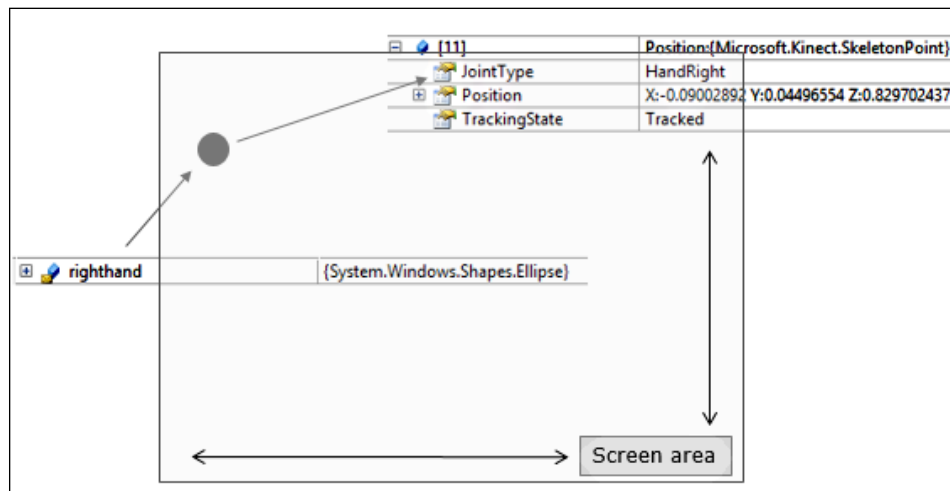 [11] Position:{Microsoft.Kinect.SkeletonPoint}
JointType HandRight
Position X:-0.09002892 Y:0.04496554 Z:0.829702437
TrackingState Tracked
righthand {System.Windows.Shapes.Ellipse}
Screen area